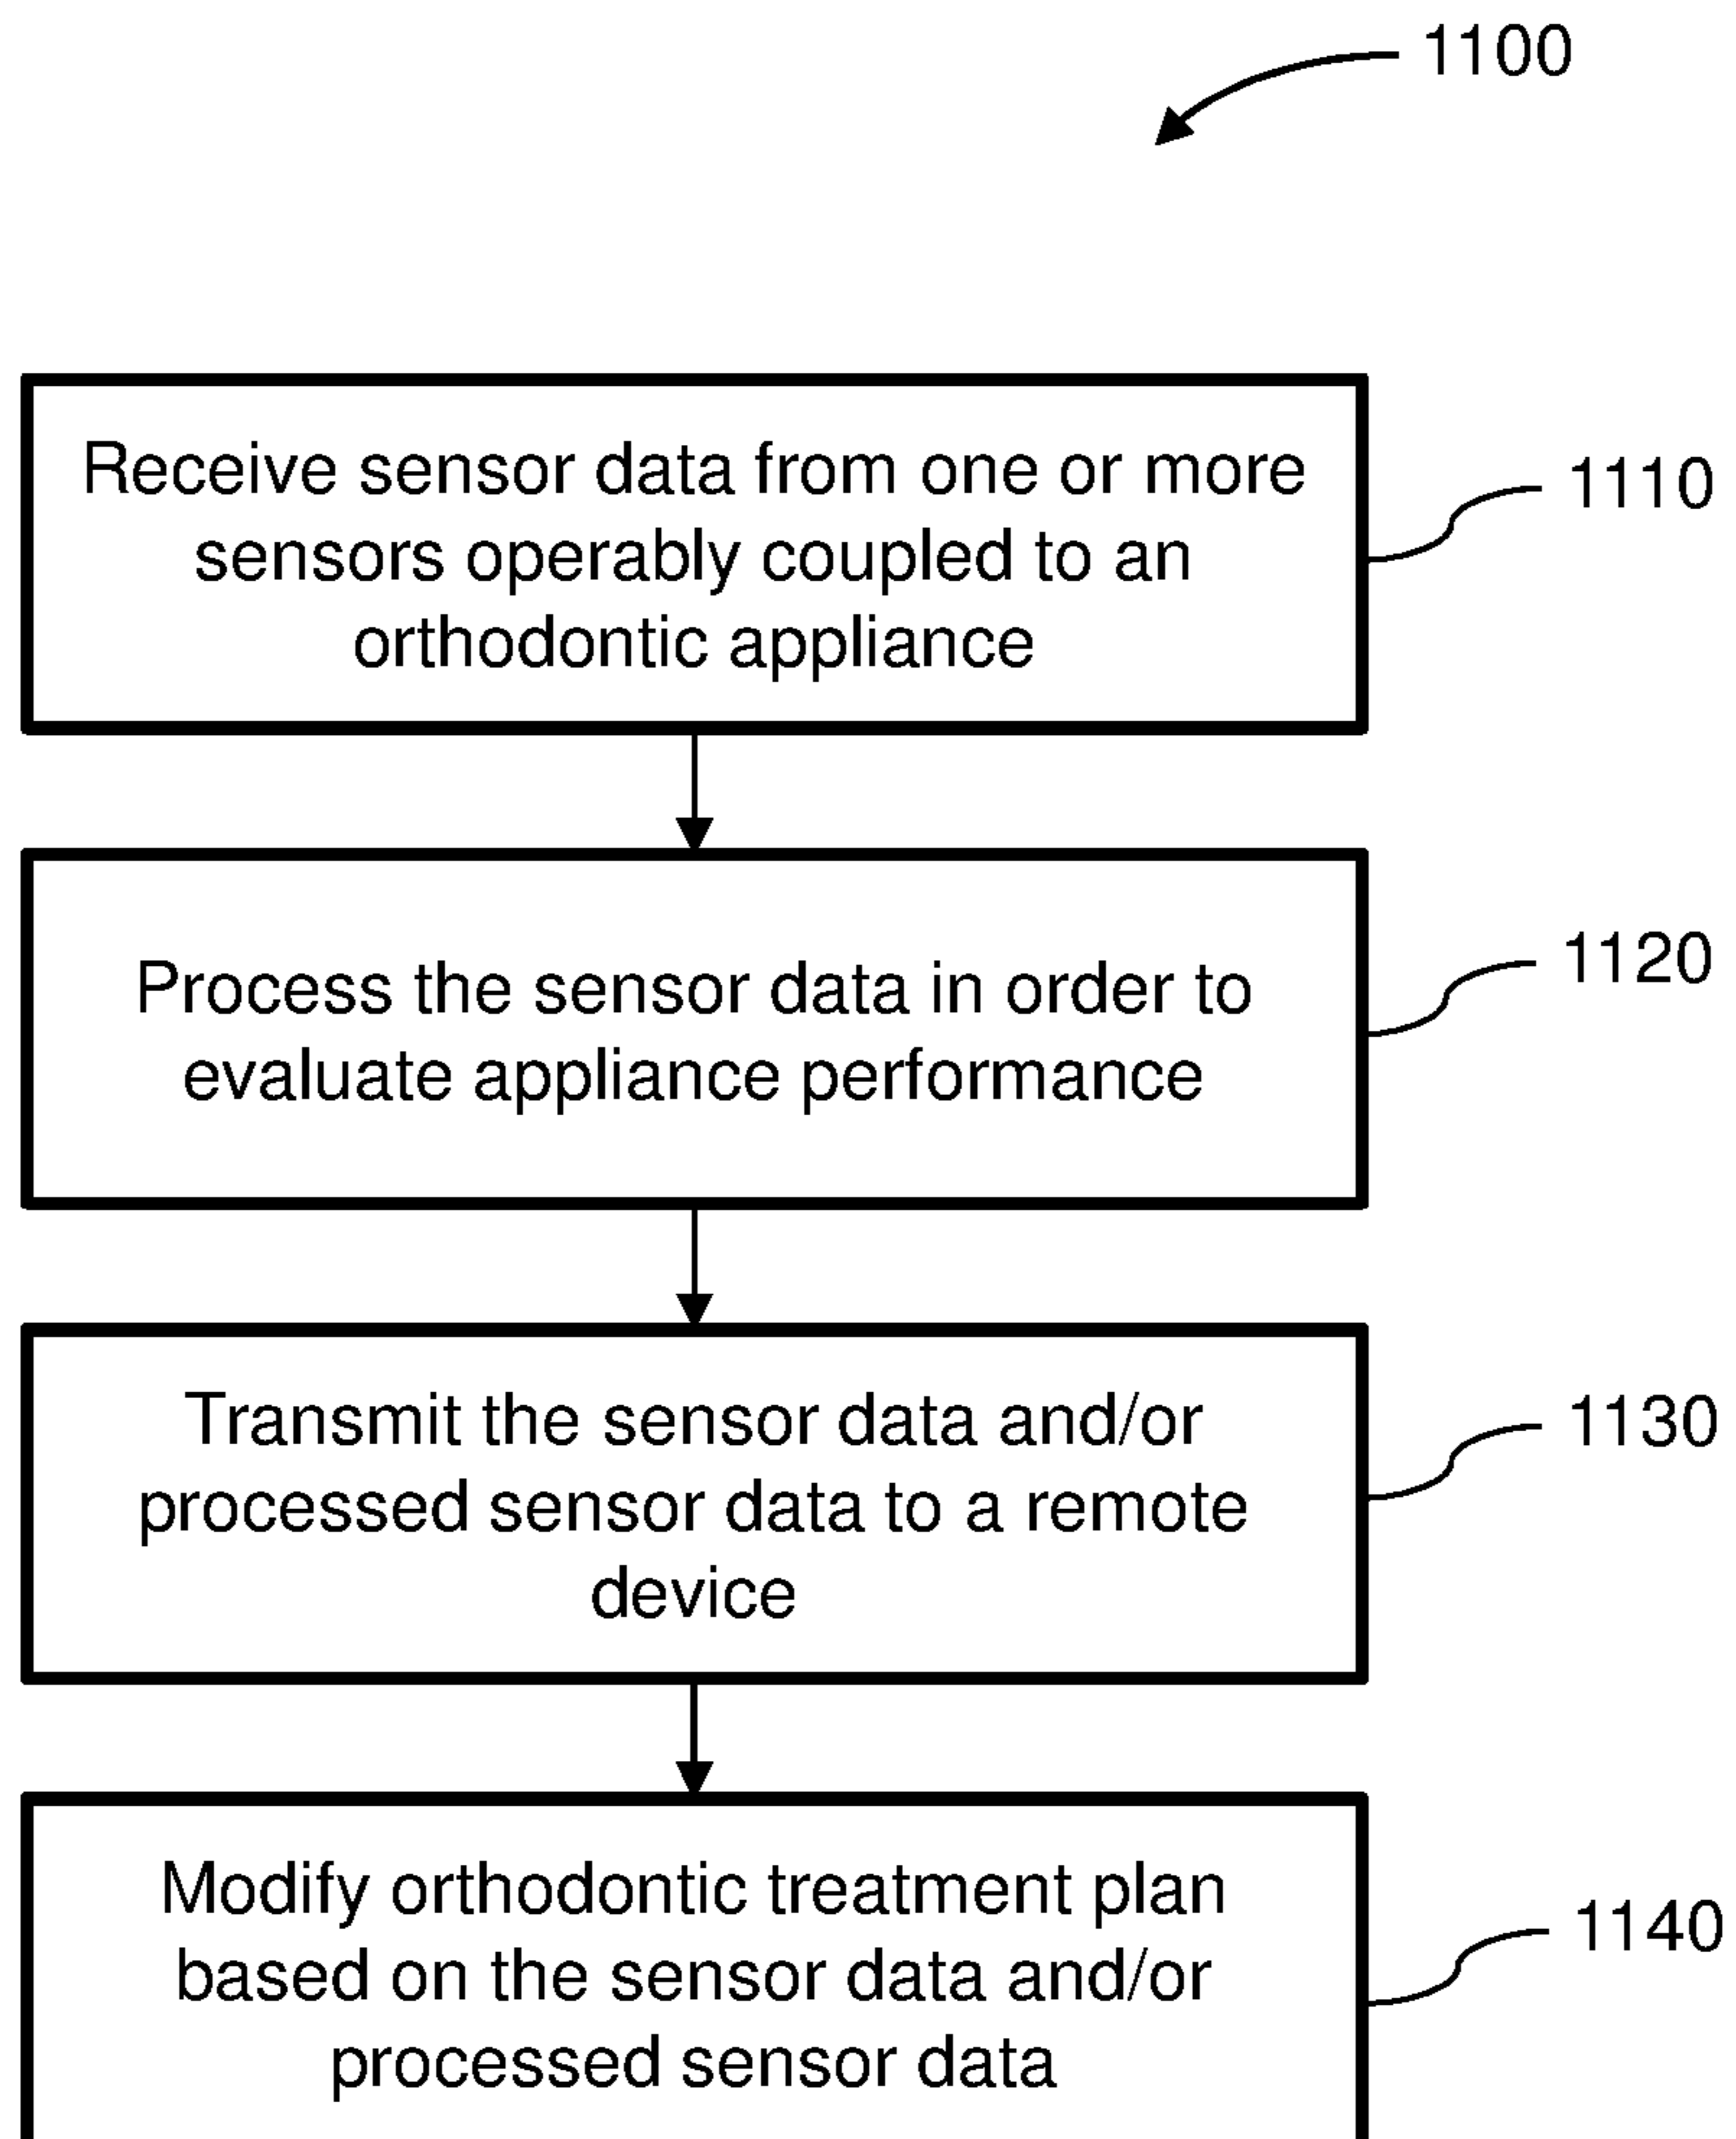 1100
Receive sensor data from one or more
sensors operably coupled to an
orthodontic appliance
1110
Process the sensor data in order to
evaluate appliance performance
1120
Transmit the sensor data and/or
processed sensor data to a remote
device
1130
Modify orthodontic treatment plan
based on the sensor data and/or
processed sensor data
1140